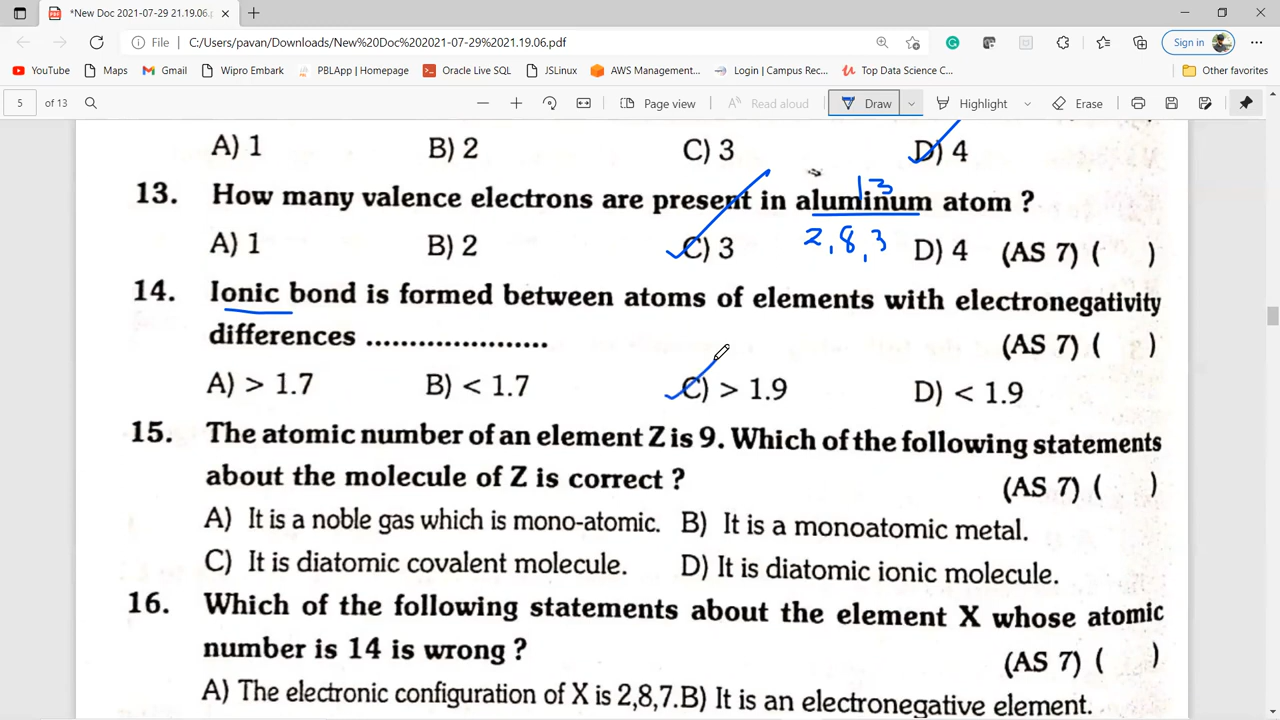 *New Doc 2021-07-29 21.19.06.p
File
C:/Users/pavan/Downloads/New%20Doc%202021-07-29%2021.19.06.pdf
Sign in
YouTube Maps Gmail Wipro Embark PBLApp | Homepage Oracle Live SQL JSLinux AWS Management... Login | Campus Rec... Top Data Science C... Other favorites
5 of 13 Page view Read aloud Draw Highlight Erase
A) 1 B) 2 C) 3 D) 4
13. How many valence electrons are present in aluminum atom ?
13
A) 1 B) 2 C) 3 2, 8, 3 D) 4 (AS 7) ( )
14. Ionic bond is formed between atoms of elements with electronegativity
differences ..................... (AS 7) ( )
A) > 1.7 B) < 1.7 C) > 1.9 D) < 1.9
15. The atomic number of an element Z is 9. Which of the following statements
about the molecule of Z is correct ? (AS 7) ( )
A) It is a noble gas which is mono-atomic. B) It is a monoatomic metal.
C) It is diatomic covalent molecule. D) It is diatomic ionic molecule.
16. Which of the following statements about the element X whose atomic
number is 14 is wrong ? (AS 7) ( )
A) The electronic configuration of X is 2,8,7. B) It is an electronegative element.